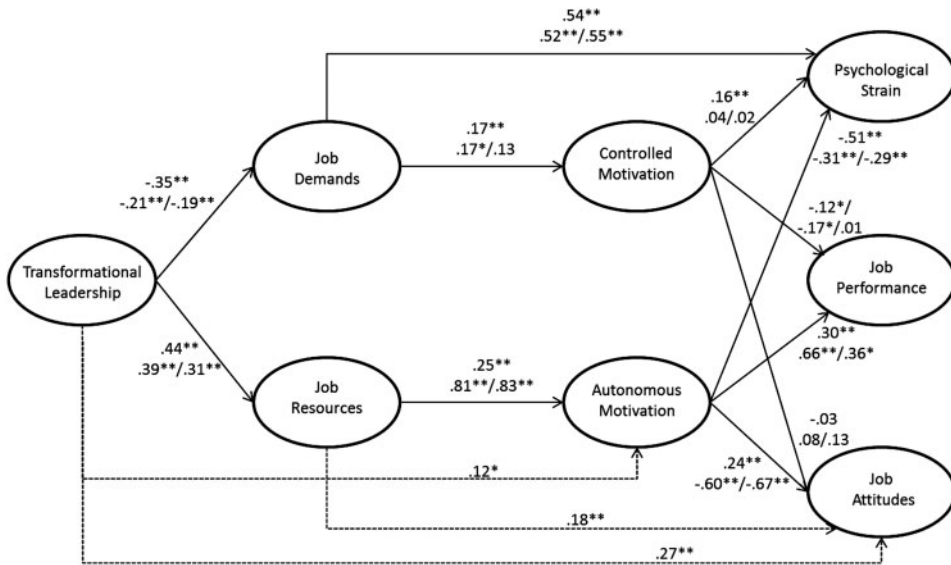 .54**
.52**/.55**
Psychological
Strain
.16**
.04/.02
.17**
.17*/.13
-.51**
-.31**/-.29**
Job
Demands
Controlled
Motivation
-.35**
-.21**/-.19**
-.12*/
-.17*/.01
Transformational
Leadership
Job
Performance
.44**
.39**/.31**
.30**
.66**/.36*
.25**
.81**/.83**
Job
Resources
Autonomous
Motivation
-.03
.08/.13
.24**
-.60**/-.67**
.12*
Job
Attitudes
.18**
.27**